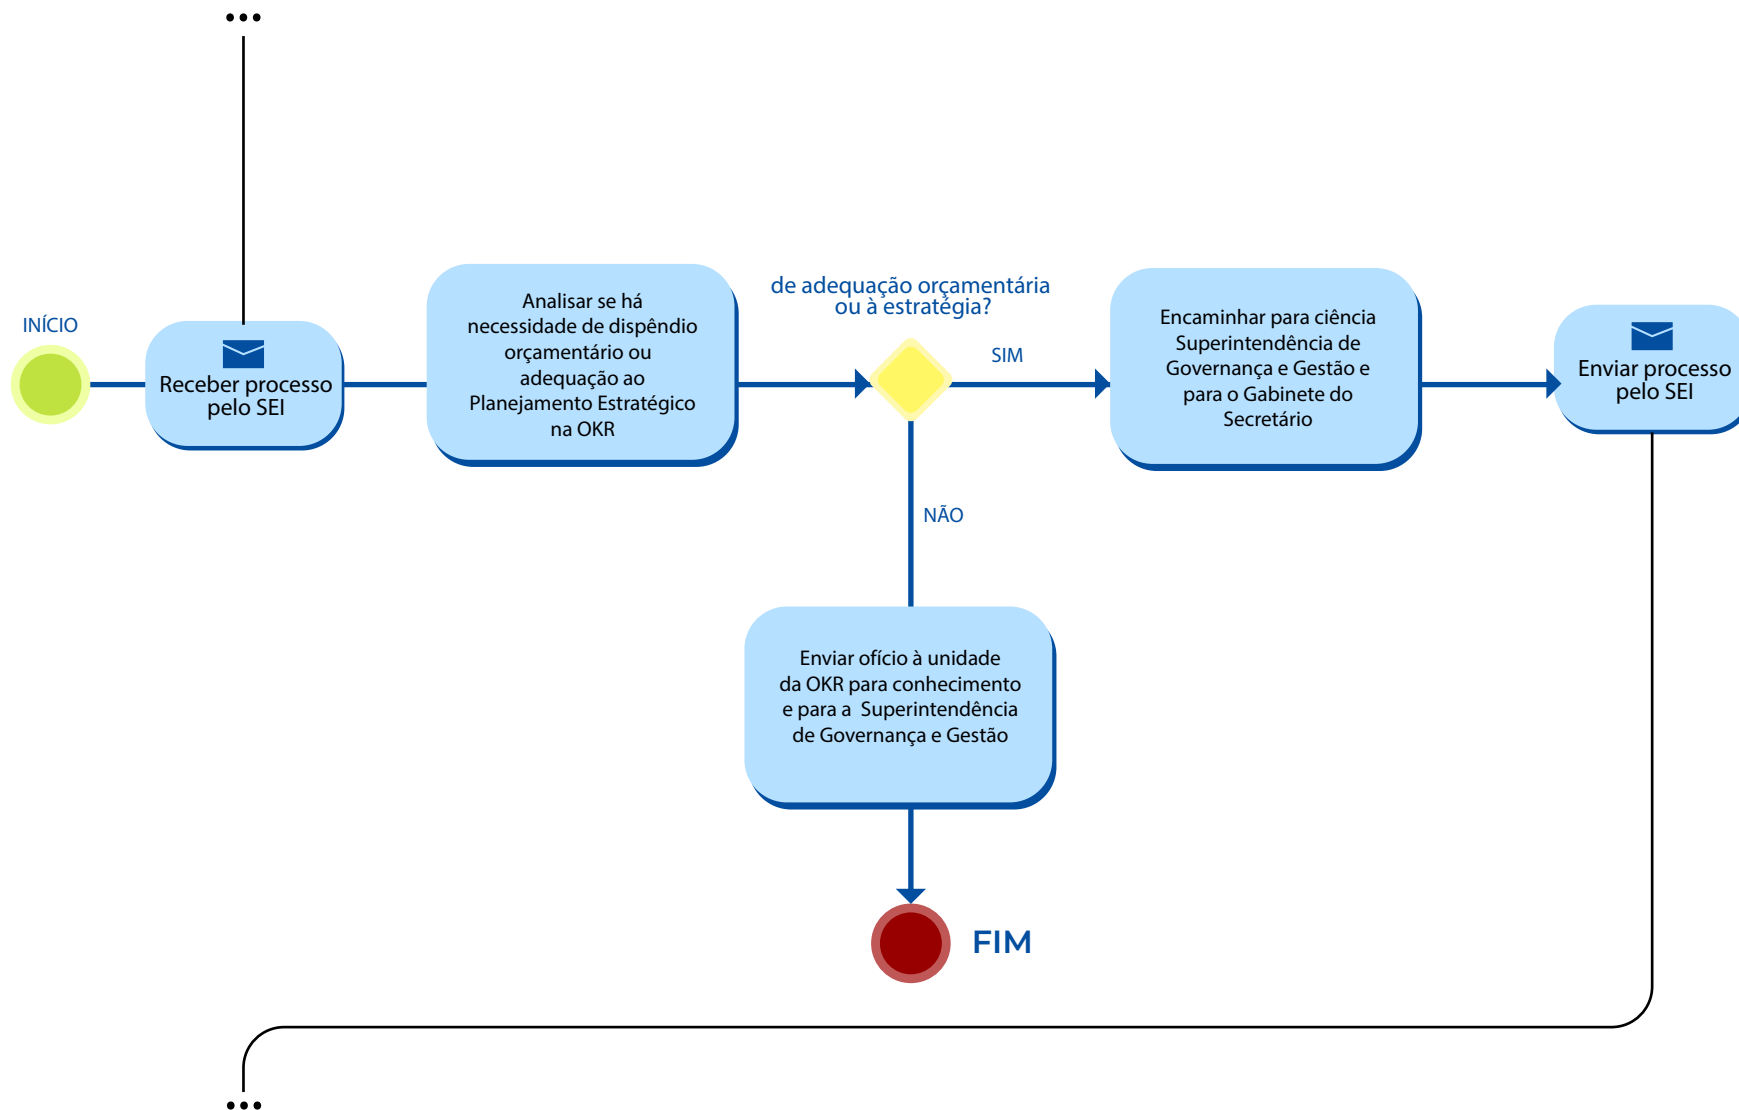 INÍCIO
Receber processo
pelo SEI
Analisar se há
necessidade de dispêndio
orçamentário ou
adequação ao
Planejamento Estratégico
na OKR
de adequação orçamentária
ou à estratégia?
SIM
Encaminhar para ciência
Superintendência de
Governança e Gestão e
para o Gabinete do
Secretário
Enviar processo
pelo SEI
NÃO
Enviar ofício à unidade
da OKR para conhecimento
e para a Superintendência
de Governança e Gestão
FIM